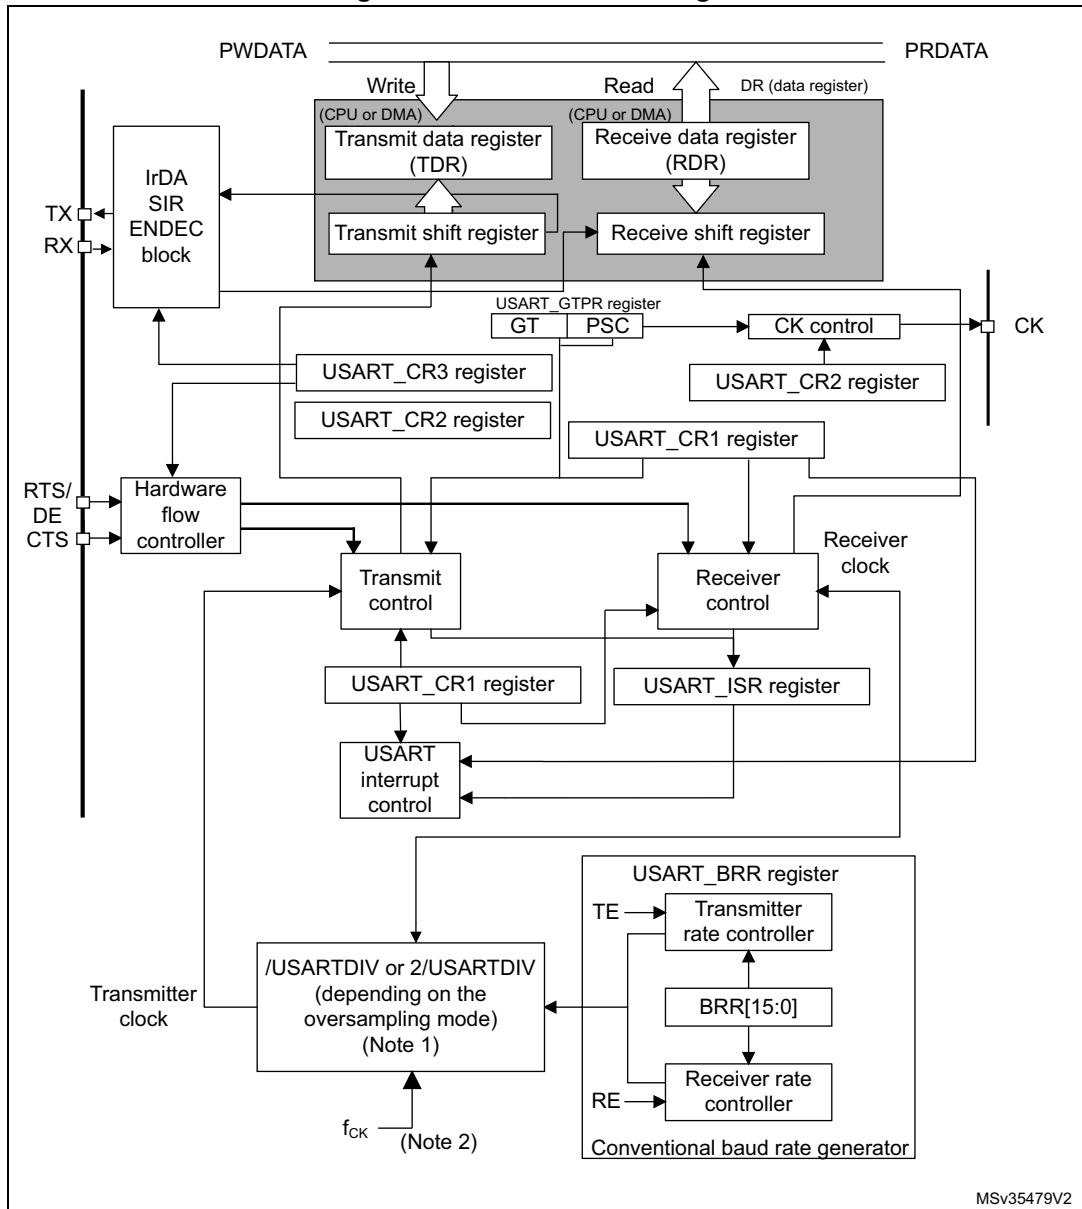 PWDATA
PRDATA
Write
Read
DR (data register)
(CPU or DMA)
(CPU or DMA)
Transmit data register
(TDR)
Receive data register
(RDR)
IrDA
SIR
ENDEC
block
TX
RX
Transmit shift register
Receive shift register
USART_GTPR register
GT
PSC
CK control
CK
USART_CR3 register
USART_CR2 register
USART_CR2 register
USART_CR1 register
RTS/
DE
CTS
Hardware
flow
controller
Receiver
clock
Transmit
control
Receiver
control
USART_CR1 register
USART_ISR register
USART
interrupt
control
USART_BRR register
TE
Transmitter
rate controller
/USARTDIV or 2/USARTDIV
(depending on the
oversampling mode)
(Note 1)
Transmitter
clock
BRR[15:0]
Receiver rate
controller
RE
fCK
(Note 2)
Conventional baud rate generator
MSv35479V2